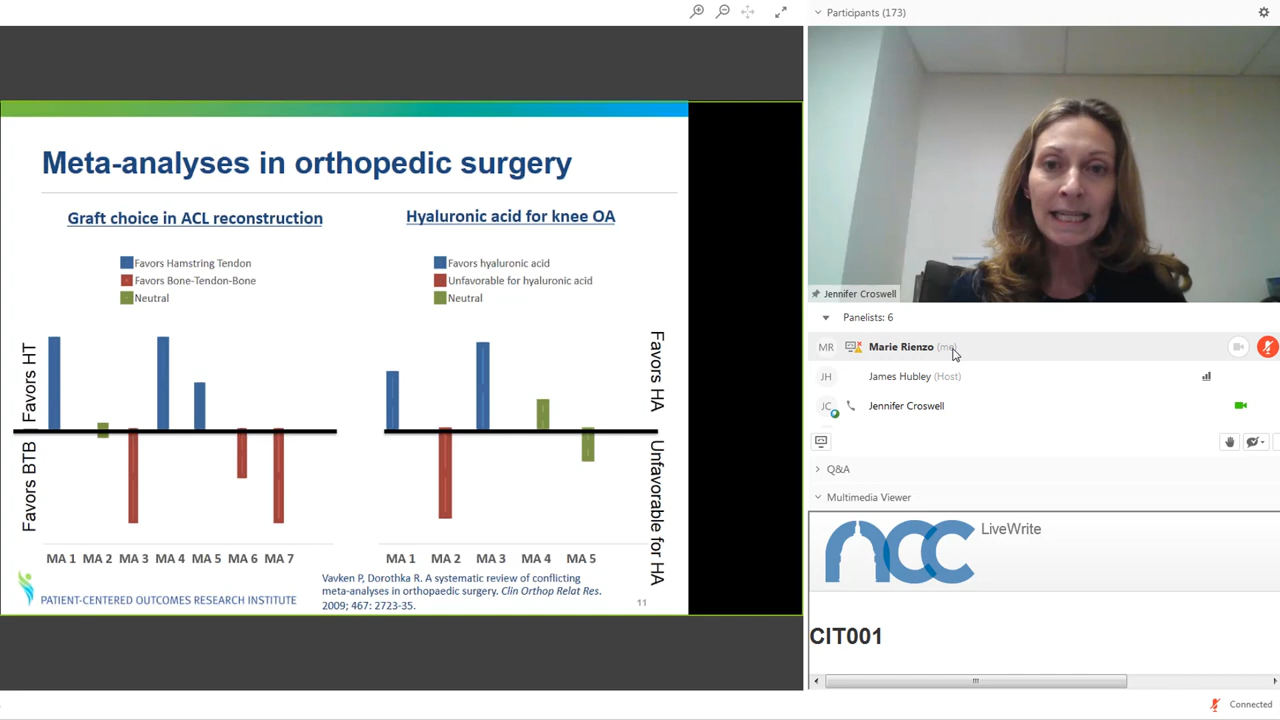 Meta-analyses in orthopedic surgery
Graft choice in ACL reconstruction
Favors Hamstring Tendon
Favors Bone-Tendon-Bone
Neutral
Favors BTB | Favors HT
MA 1 MA 2 MA 3 MA 4 MA 5 MA 6 MA 7
Hyaluronic acid for knee OA
Favors hyaluronic acid
Unfavorable for hyaluronic acid
Neutral
Favors HA
Unfavorable for HA
MA 1 MA 2 MA 3 MA 4 MA 5
Vavken P, Dorothka R. A systematic review of conflicting
meta-analyses in orthopaedic surgery. Clin Orthop Relat Res.
2009; 467: 2723-35.
PATIENT-CENTERED OUTCOMES RESEARCH INSTITUTE
11
Participants (173)
Jennifer Croswell
Panelists: 6
MR Marie Rienzo (me)
JH James Hubley (Host)
JC Jennifer Croswell
Q&A
Multimedia Viewer
ACC LiveWrite
CIT001
Connected